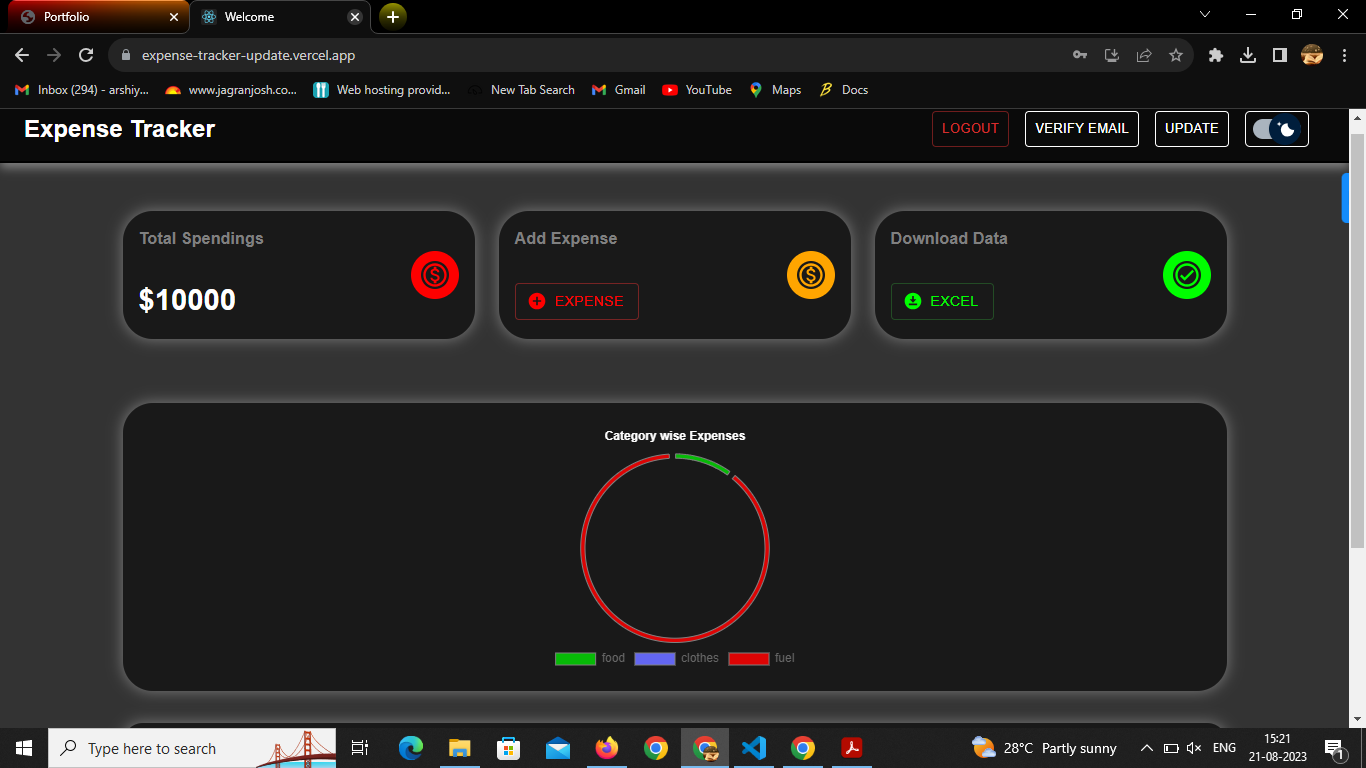 Portfolio
Welcome
expense-tracker-update.vercel.app
Inbox (294) - arshiy...
www.jagranjosh.co...
Web hosting provid...
New Tab Search
Gmail
YouTube
Maps
Docs
Expense Tracker
LOGOUT
VERIFY EMAIL
UPDATE
Total Spendings
$10000
Add Expense
EXPENSE
Download Data
EXCEL
Category wise Expenses
food
clothes
fuel
Type here to search
28°C Partly sunny
ENG
15:21
21-08-2023
1